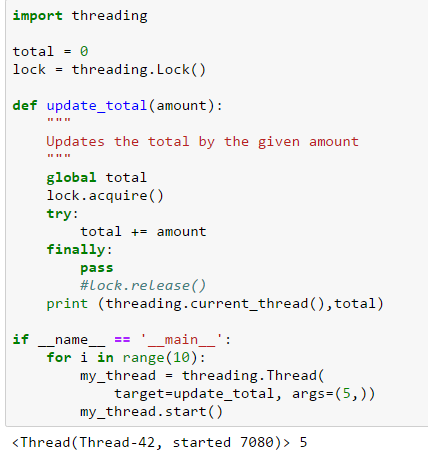 import threading

total = 0
lock = threading.Lock()

def update_total(amount):
    """
    Updates the total by the given amount
    """
    global total
    lock.acquire()
    try:
        total += amount
    finally:
        pass
        #lock.release()
    print (threading.current_thread(),total)

if __name__ == '__main__':
    for i in range(10):
        my_thread = threading.Thread(
            target=update_total, args=(5,))
        my_thread.start()

<Thread(Thread-42, started 7080)> 5